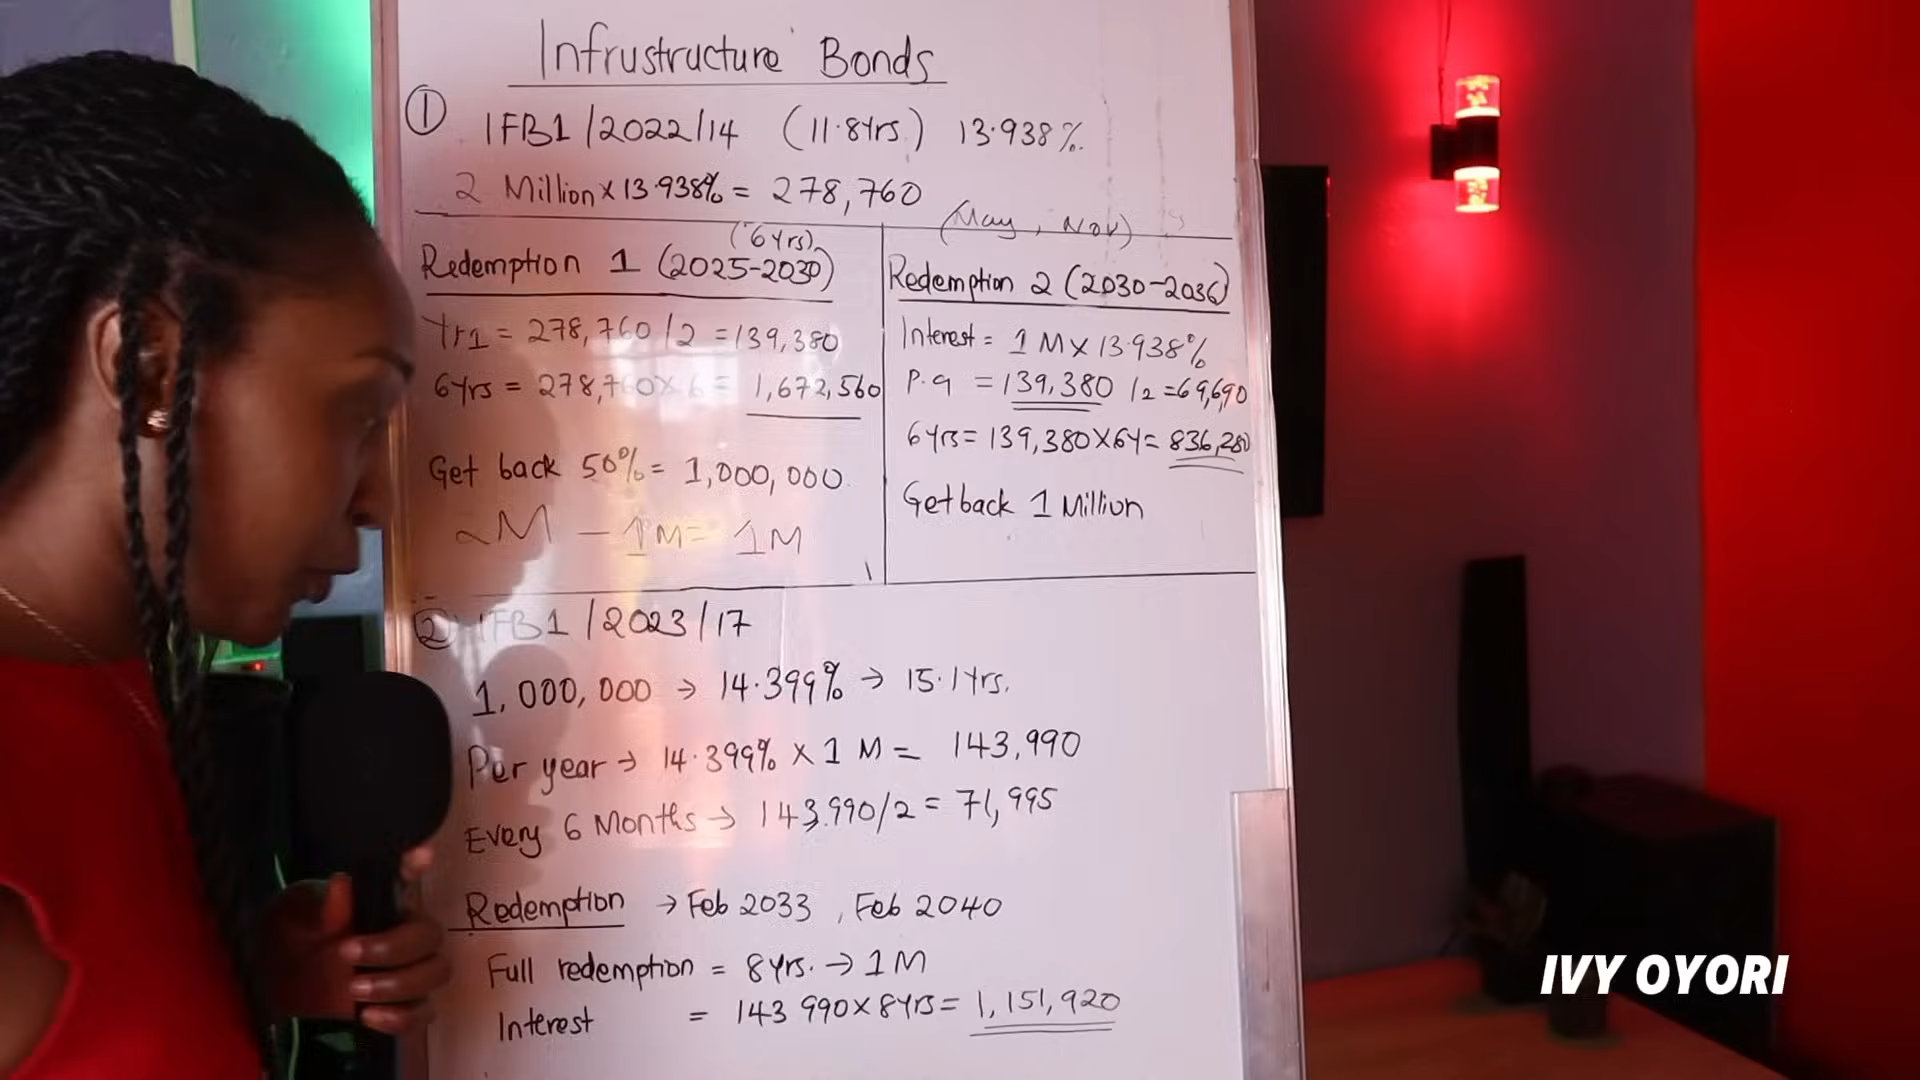 Infrustructure Bonds
① IFB1/2022/14 (11.8Yrs.) 13.938%.
2 Million x 13.938% = 278,760
(May, Nov)
(6Yrs)
Redemption 1 (2025-2030)
Yr1 = 278,760/2 = 139,380
6yrs = 278,760 x 6 = 1,672,560
Get back 50% = 1,000,000
2M - 1M = 1M
Redemption 2 (2030-2036)
Interest = 1 M x 13.938%
P.a = 139,380 /2 = 69,690
6yrs = 139,380 x 6Y = 836,280
Get back 1 Million
② IFB1/2023/17
1,000,000 → 14.399% → 15.1yrs.
Per year → 14.399% x 1 M = 143,990
Every 6 Months → 143,990/2 = 71,995
Redemption → Feb 2033, Feb 2040
Full redemption = 8yrs. → 1M
Interest = 143 990 x 8yrs = 1,151,920
IVY OYORI